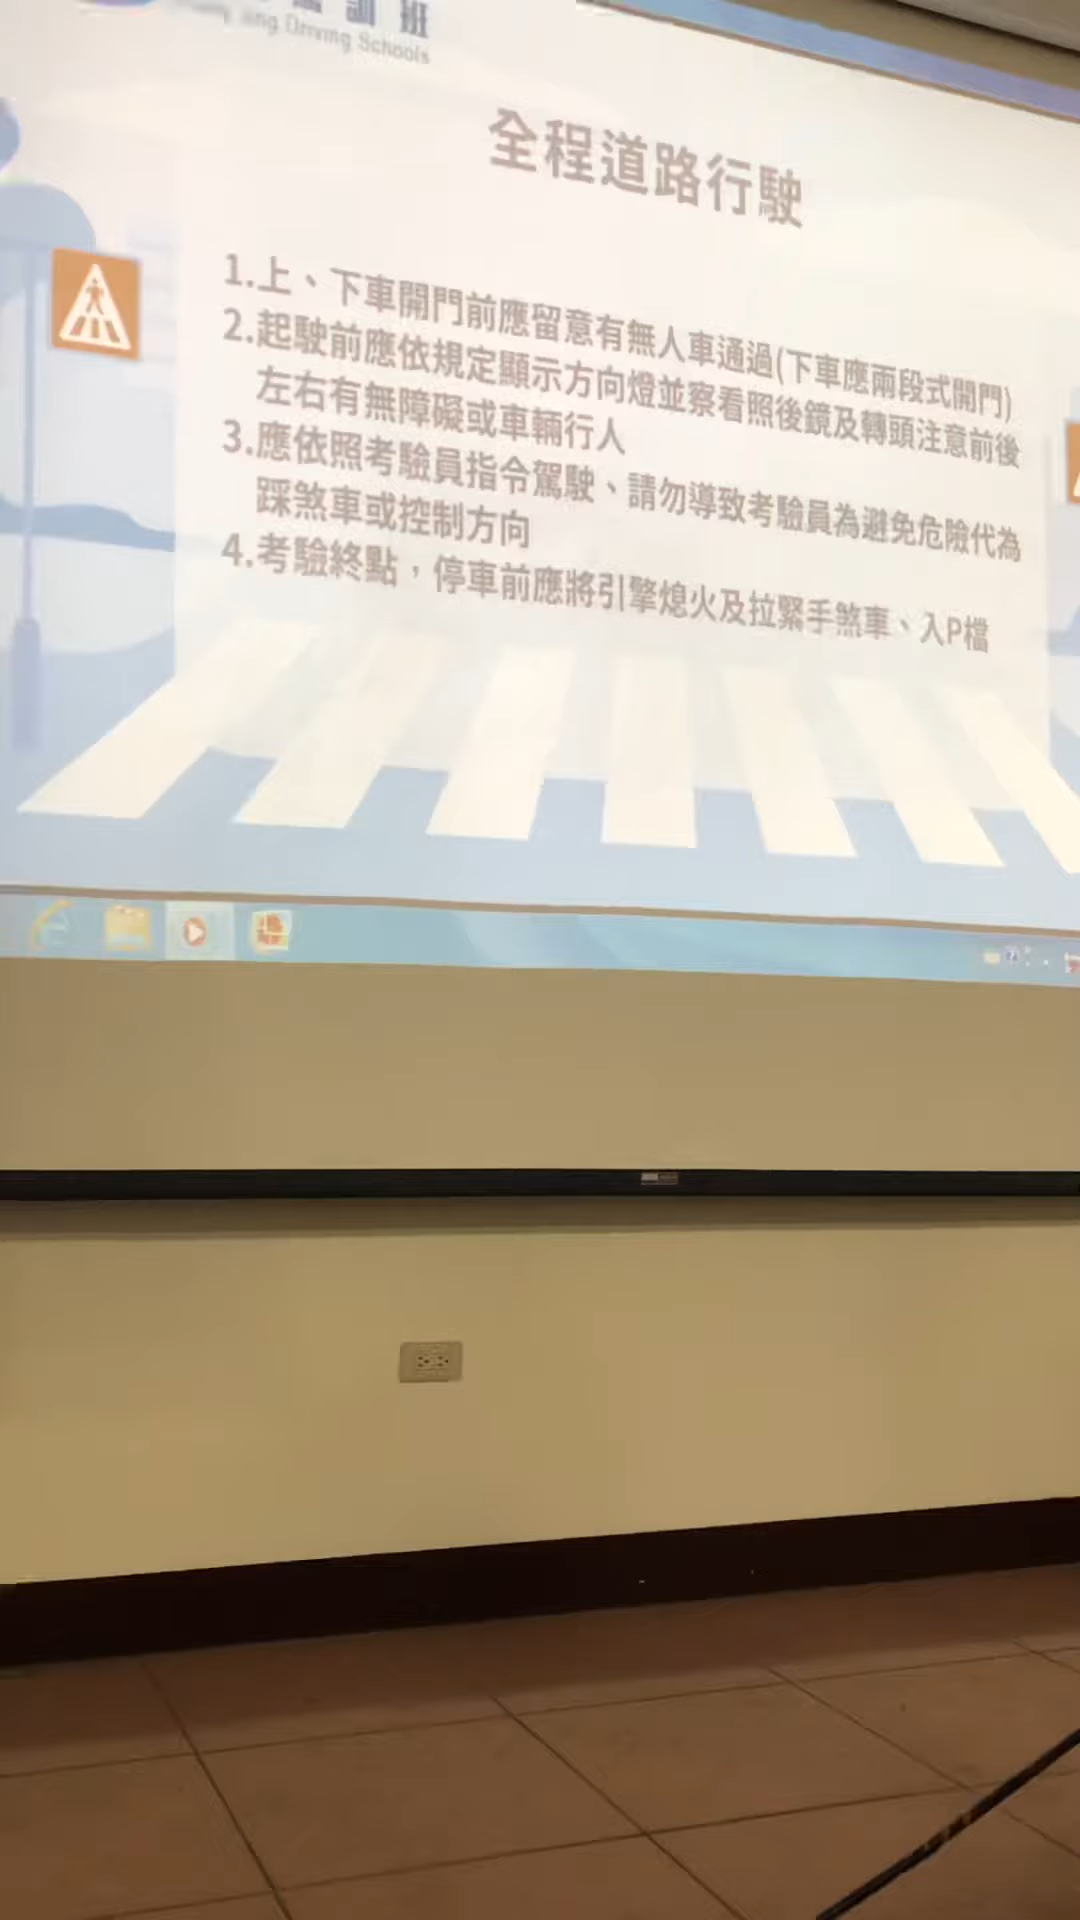 訓班
Jing Driving Schools
全程道路行駛
1.上、下車開門前應留意有無人車通過(下車應兩段式開門)
2.起駛前應依規定顯示方向燈並察看照後鏡及轉頭注意前後
左右有無障礙或車輛行人
3.應依照考驗員指令駕駛、請勿導致考驗員為避免危險代為
踩煞車或控制方向
4.考驗終點，停車前應將引擎熄火及拉緊手煞車、入P檔